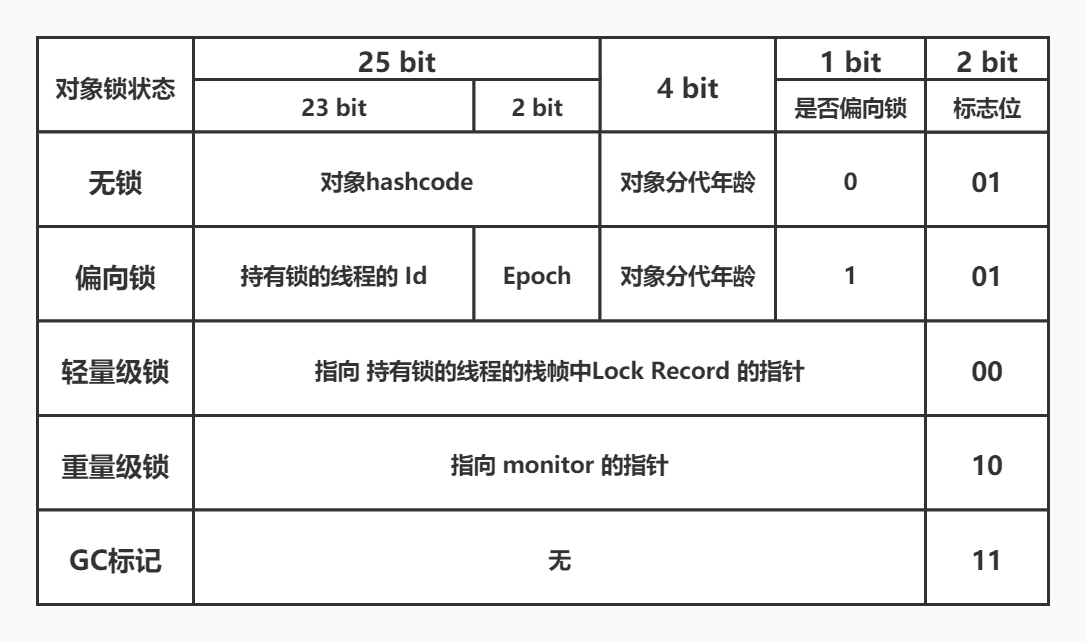 对象锁状态
25 bit
4 bit
1 bit
2 bit
23 bit
2 bit
是否偏向锁
标志位
无锁
对象hashcode
对象分代年龄
0
01
偏向锁
持有锁的线程的 Id
Epoch
对象分代年龄
1
01
轻量级锁
指向 持有锁的线程的栈帧中Lock Record 的指针
00
重量级锁
指向 monitor 的指针
10
GC标记
无
11